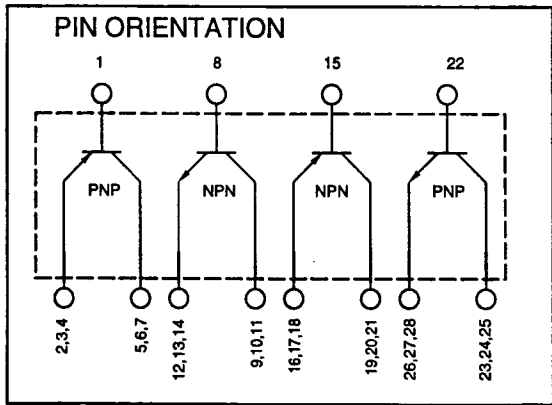 PIN ORIENTATION
1 8 15 22
PNP NPN NPN PNP
2,3,4 5,6,7 12,13,14 9,10,11 16,17,18 19,20,21 26,27,28 23,24,25